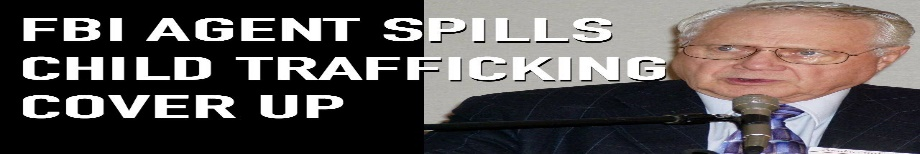 FBI AGENT SPILLS
CHILD TRAFFICKING
COVER UP